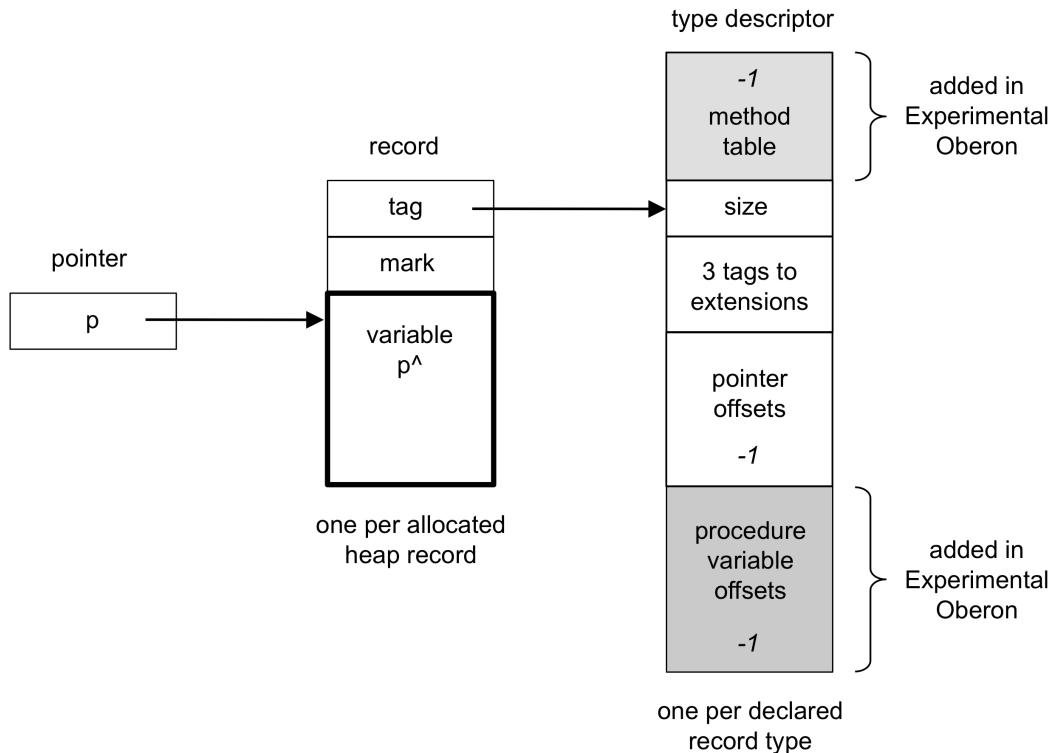 type descriptor
-1
method
table
added in
Experimental
Oberon
record
tag
size
mark
3 tags to
extensions
pointer
p
variable
p^
pointer
offsets
-1
one per allocated
heap record
procedure
variable
offsets
-1
added in
Experimental
Oberon
one per declared
record type